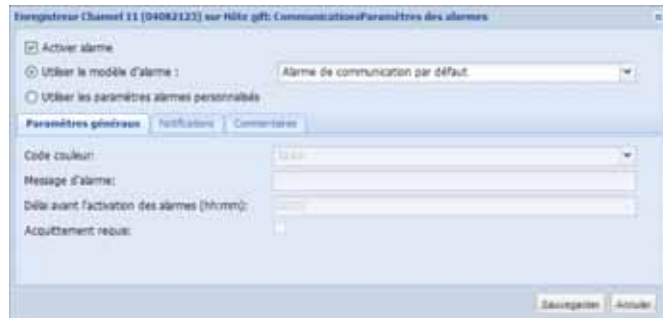 Enregistreur Channel 11 (04082123) sur Hôte gift: CommunicationsParamètres des alarmes
Activer alarme
Utiliser le modèle d'alarme :
Alarme de communication par défaut
Utiliser les paramètres alarmes personnalisés
Paramètres généraux
Notifications
Commentaires
Code couleur:
Message d'alarme:
Délai avant l'activation des alarmes (hh:mm):
Acquittement requis:
Sauvegarder
Annuler